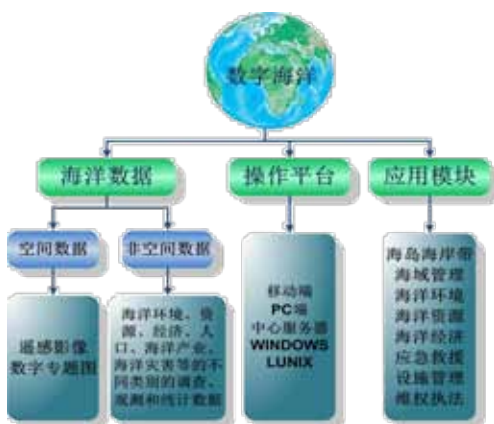 数字海洋
海洋数据
操作平台
应用模块
空间数据
非空间数据
遥感影像
数字专题图
海洋环境、资
源、经济、人
口、海洋产业、
海洋灾害等的不
同类别的调查、
观测和统计数据
移动端
PC端
中心服务器
WINDOWS
LUNIX
海岛海岸带
海域管理
海洋环境
海洋资源
海洋经济
应急救援
设施管理
维权执法